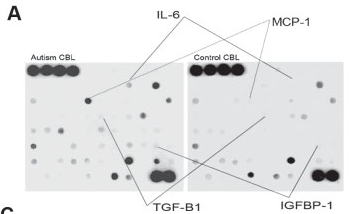 A
IL-6
MCP-1
Autism CBL
Control CBL
TGF-B1
IGFBP-1